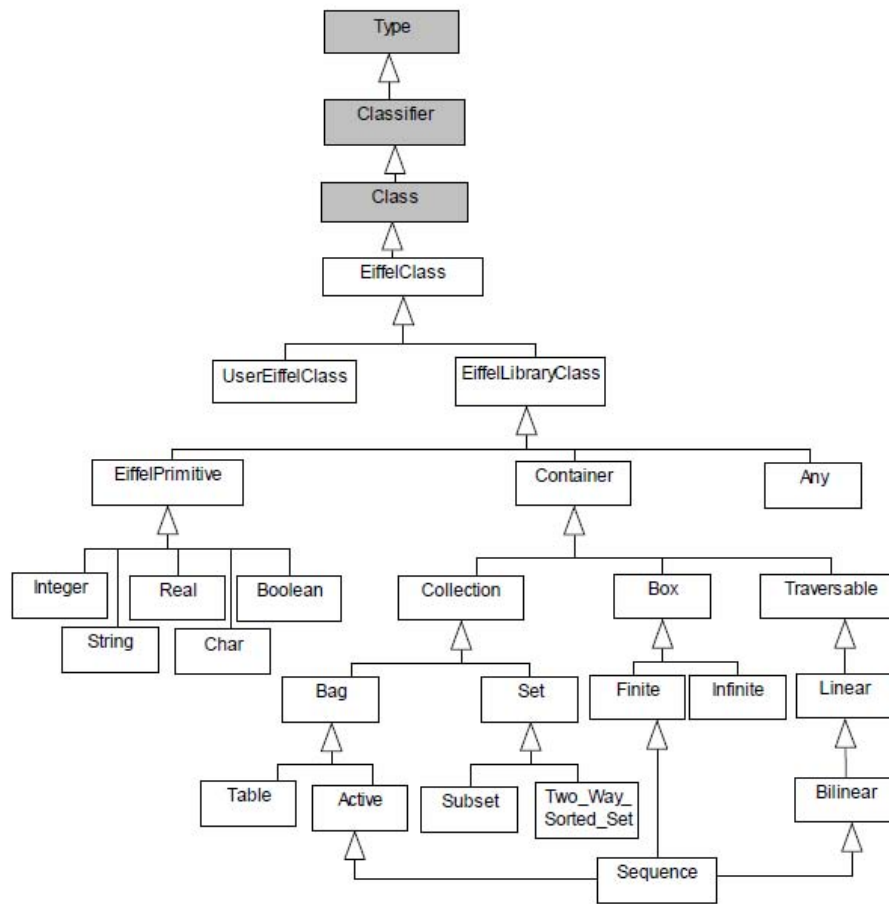 Type
Classifier
Class
EiffelClass
UserEiffelClass
EiffelLibraryClass
EiffelPrimitive
Container
Any
Integer
Real
Boolean
String
Char
Collection
Box
Traversable
Bag
Set
Finite
Infinite
Linear
Table
Active
Subset
Two_Way_
Sorted_Set
Bilinear
Sequence